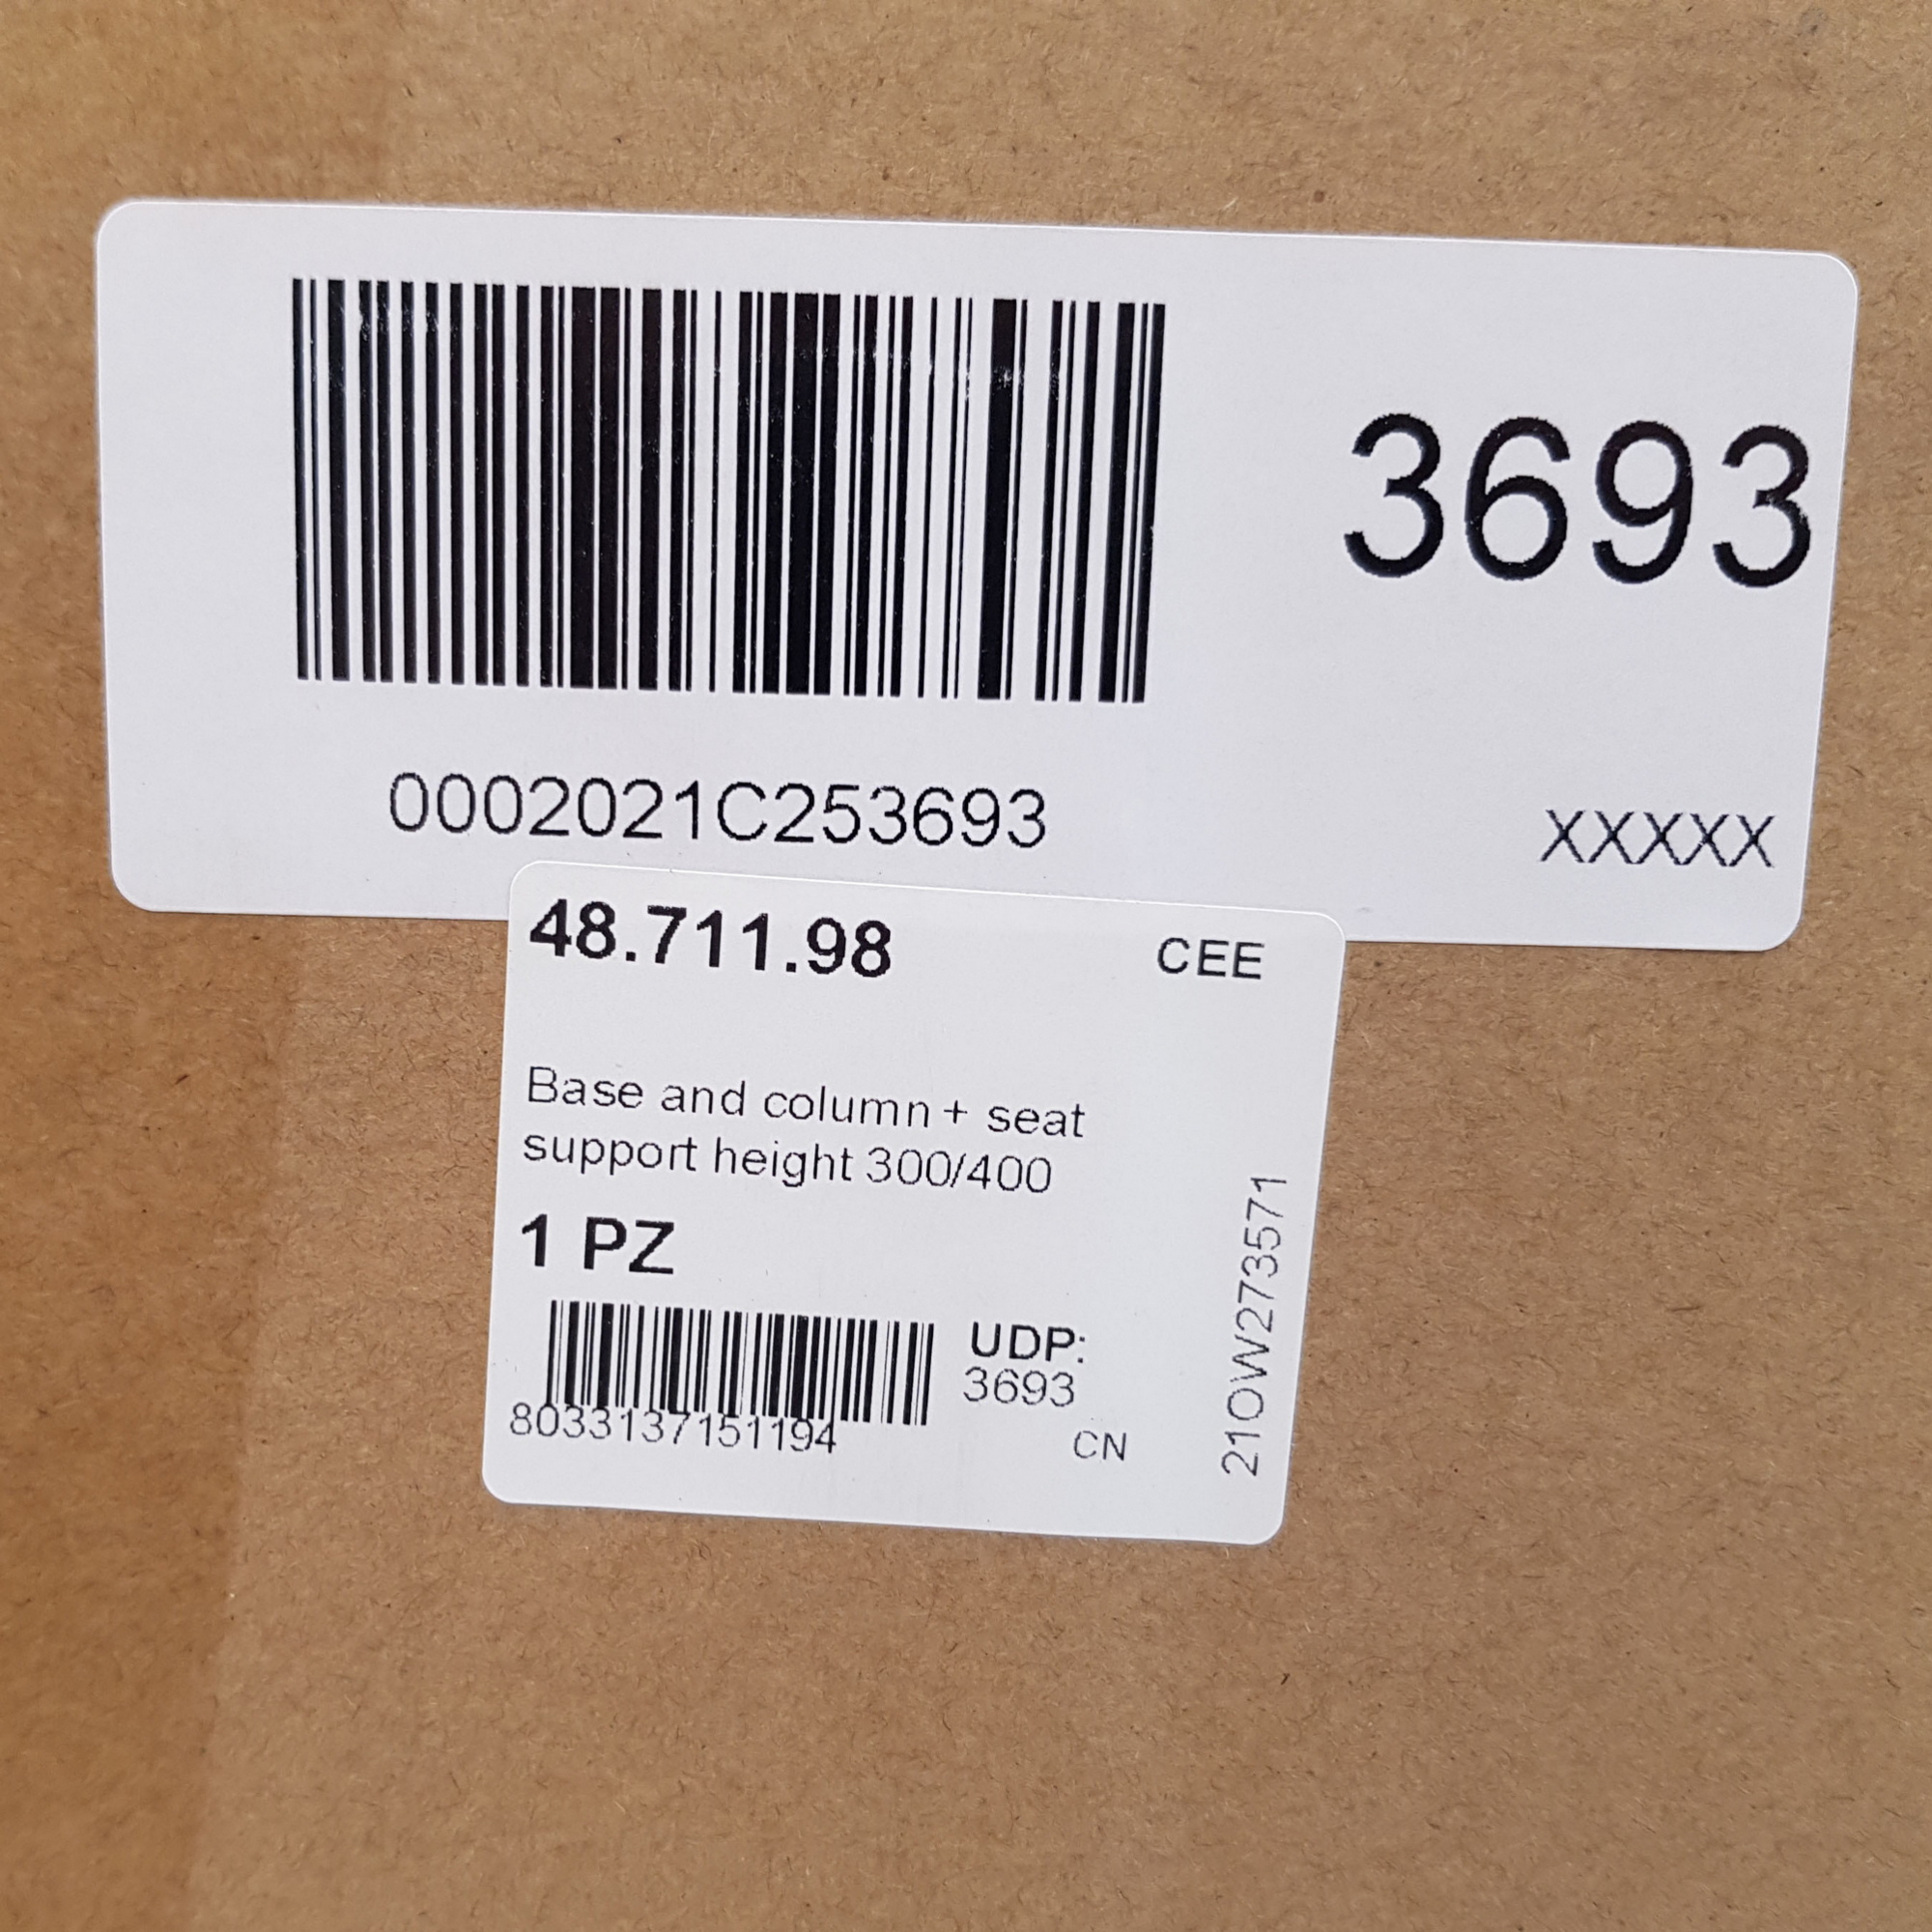 3693
0002021C253693
XXXXX
48.711.98
CEE
Base and column + seat
support height 300/400
1 PZ
UDP:
3693
8033137151194
CN
21OW273571